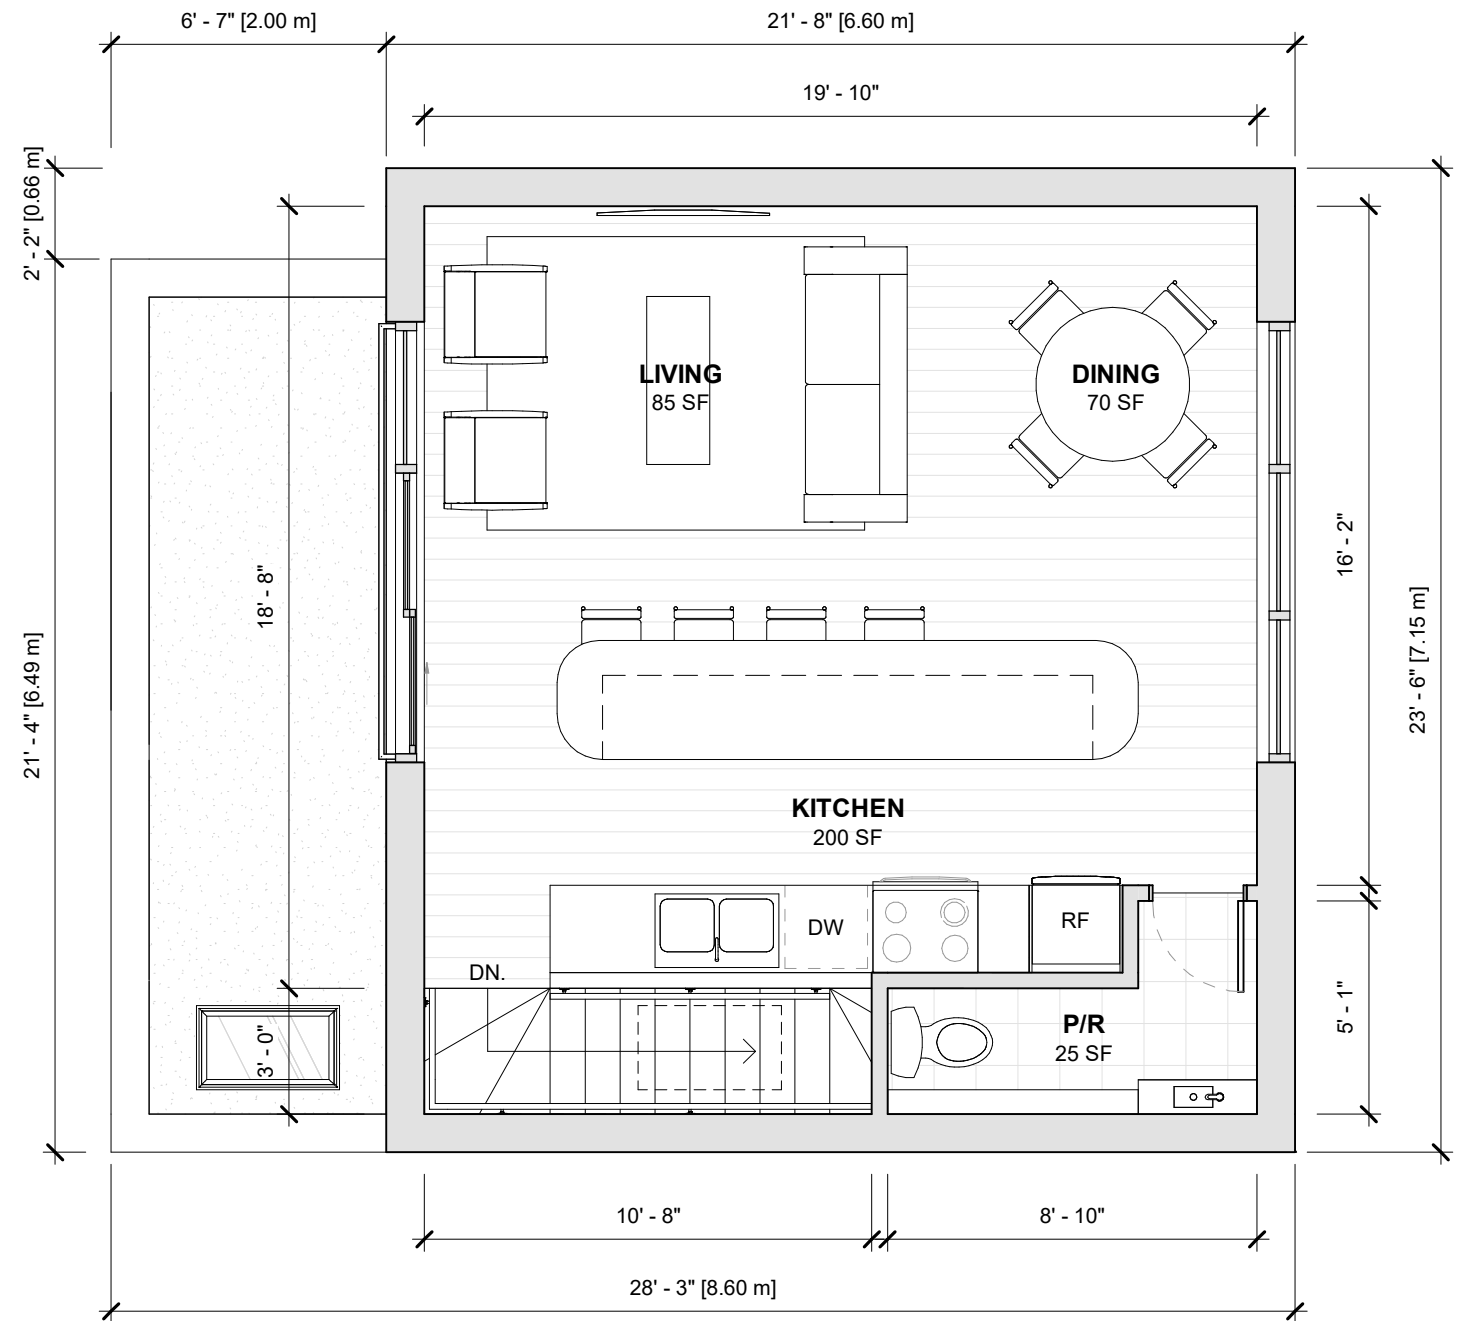 6' - 7" [2.00 m]
21' - 8" [6.60 m]
19' - 10"
2' - 2" [0.66 m]
LIVING
85 SF
DINING
70 SF
16' - 2"
18' - 8"
23' - 6" [7.15 m]
21' - 4" [6.49 m]
KITCHEN
200 SF
DW
RF
DN.
3' - 0"
P/R
25 SF
5' - 1"
10' - 8"
8' - 10"
28' - 3" [8.60 m]